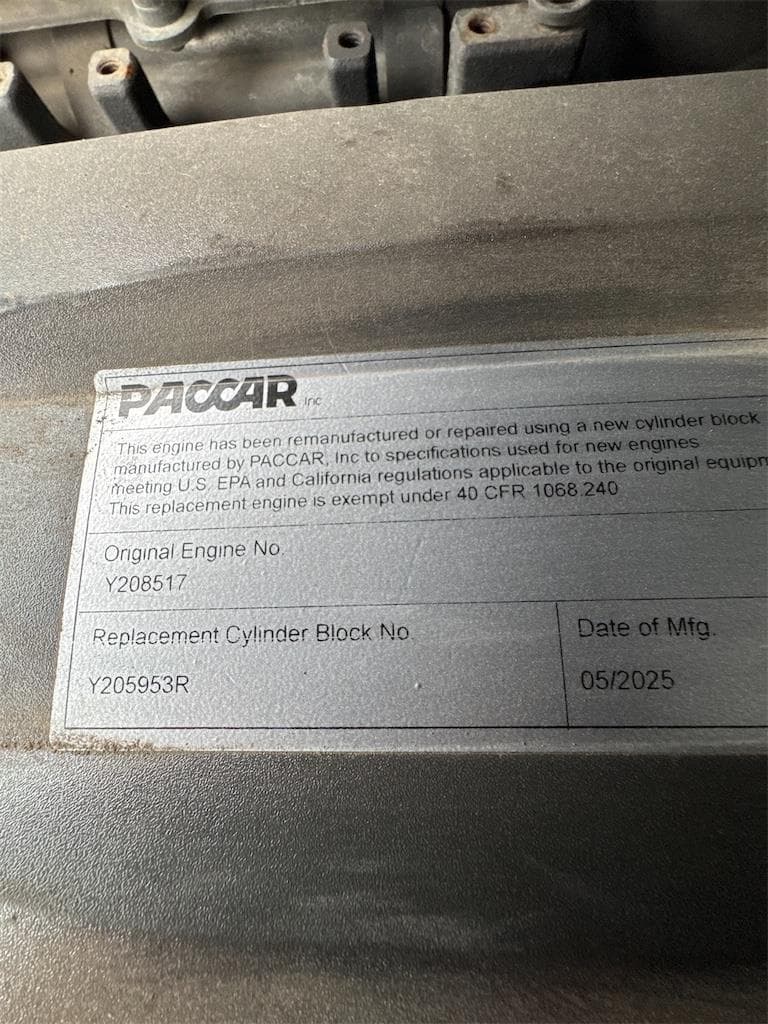 PACCAR Inc
This engine has been remanufactured or repaired using a new cylinder block
manufactured by PACCAR, Inc to specifications used for new engines
meeting U.S. EPA and California regulations applicable to the original equipm
This replacement engine is exempt under 40 CFR 1068.240
Original Engine No.
Y208517
Replacement Cylinder Block No.
Date of Mfg.
Y205953R
05/2025